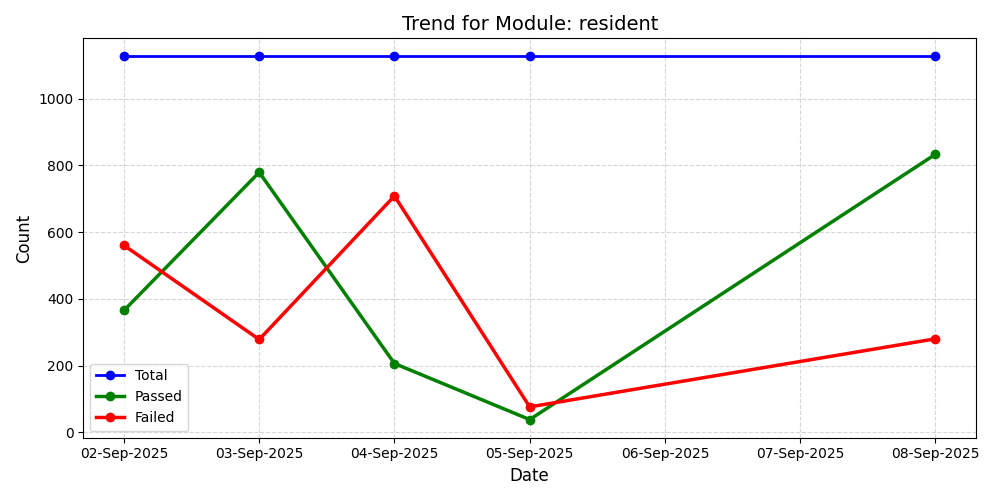 Trend for Module: resident
Count
1000
800
600
400
200
0
Total
Passed
Failed
02-Sep-2025 03-Sep-2025 04-Sep-2025 05-Sep-2025 06-Sep-2025 07-Sep-2025 08-Sep-2025
Date